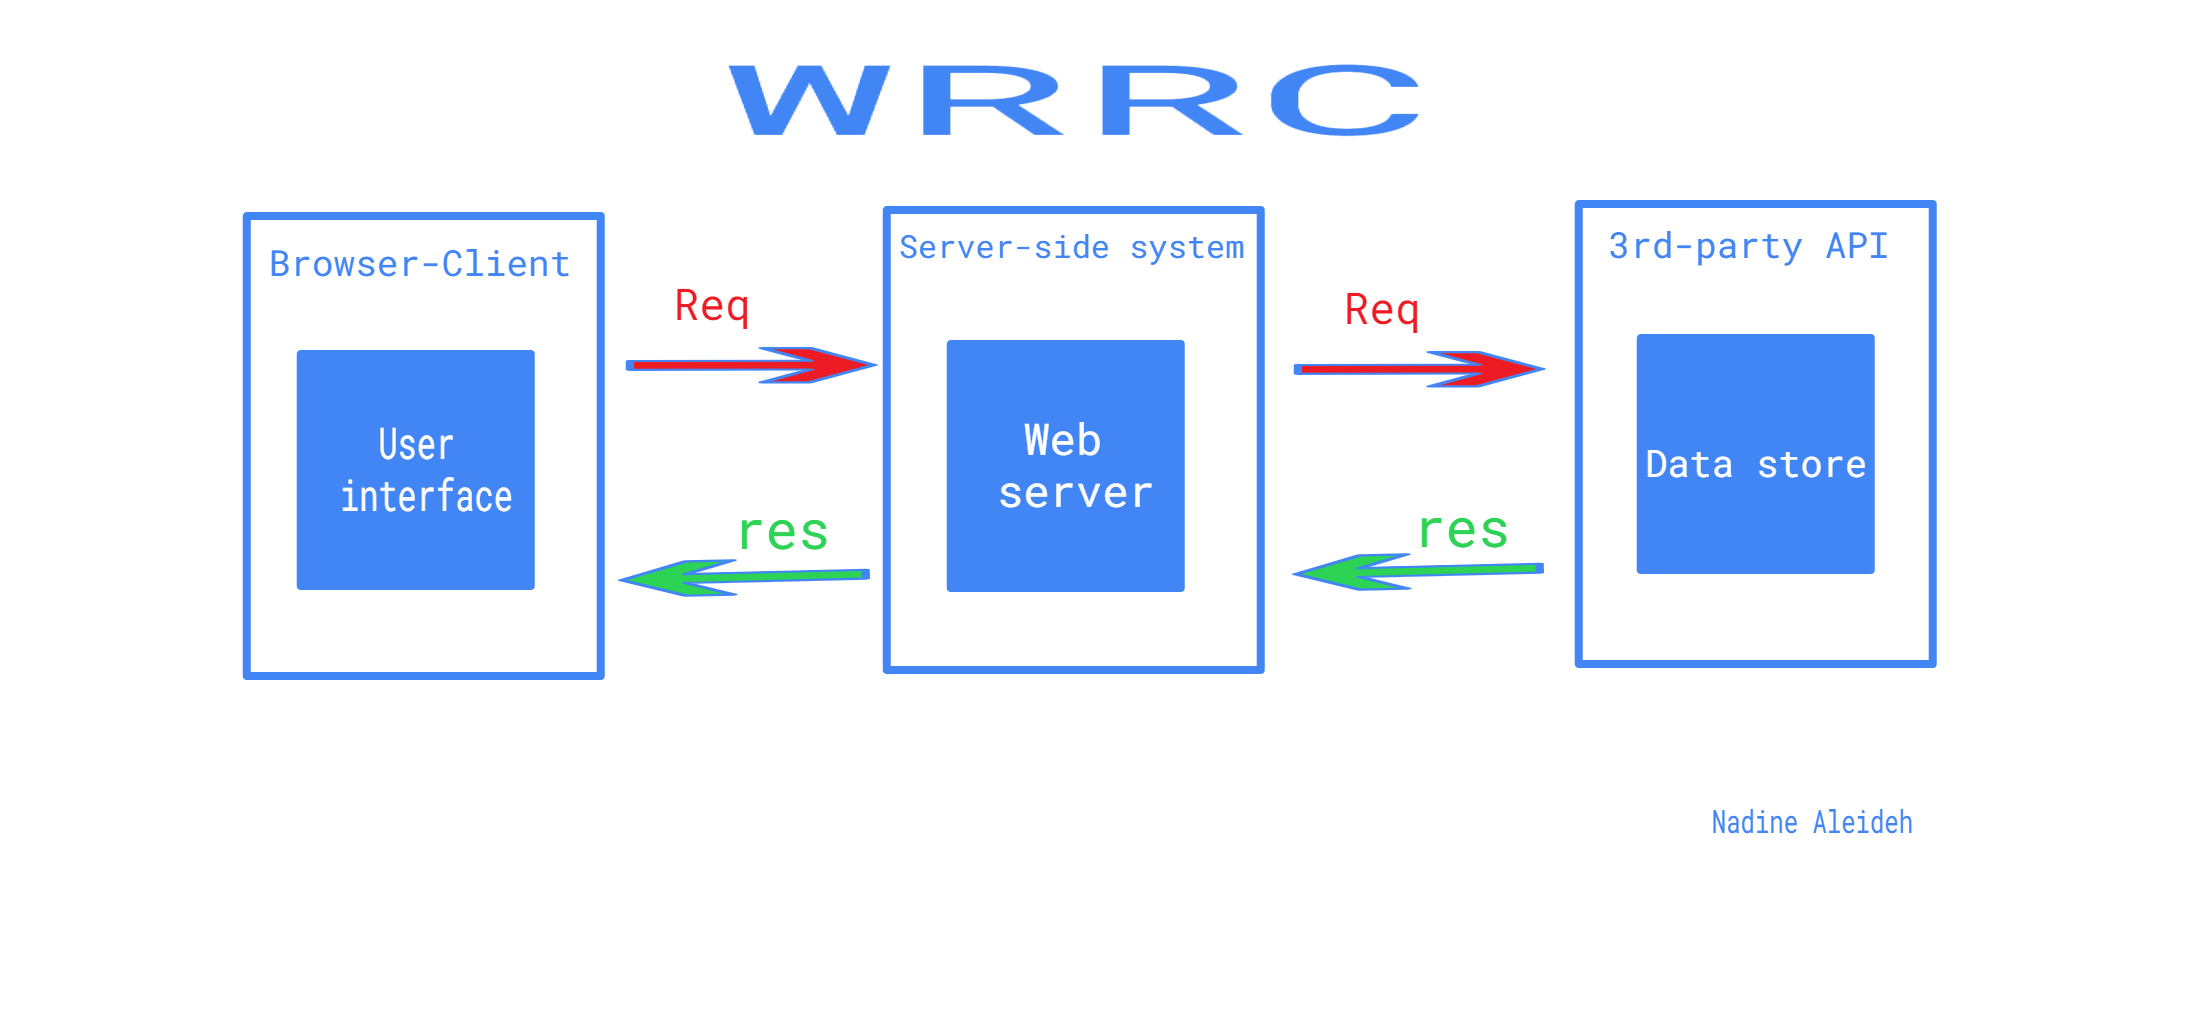 WRRC
Browser-Client
Server-side system
3rd-party API
Req
Req
User
interface
Web
server
Data store
res
res
Nadine Aleideh